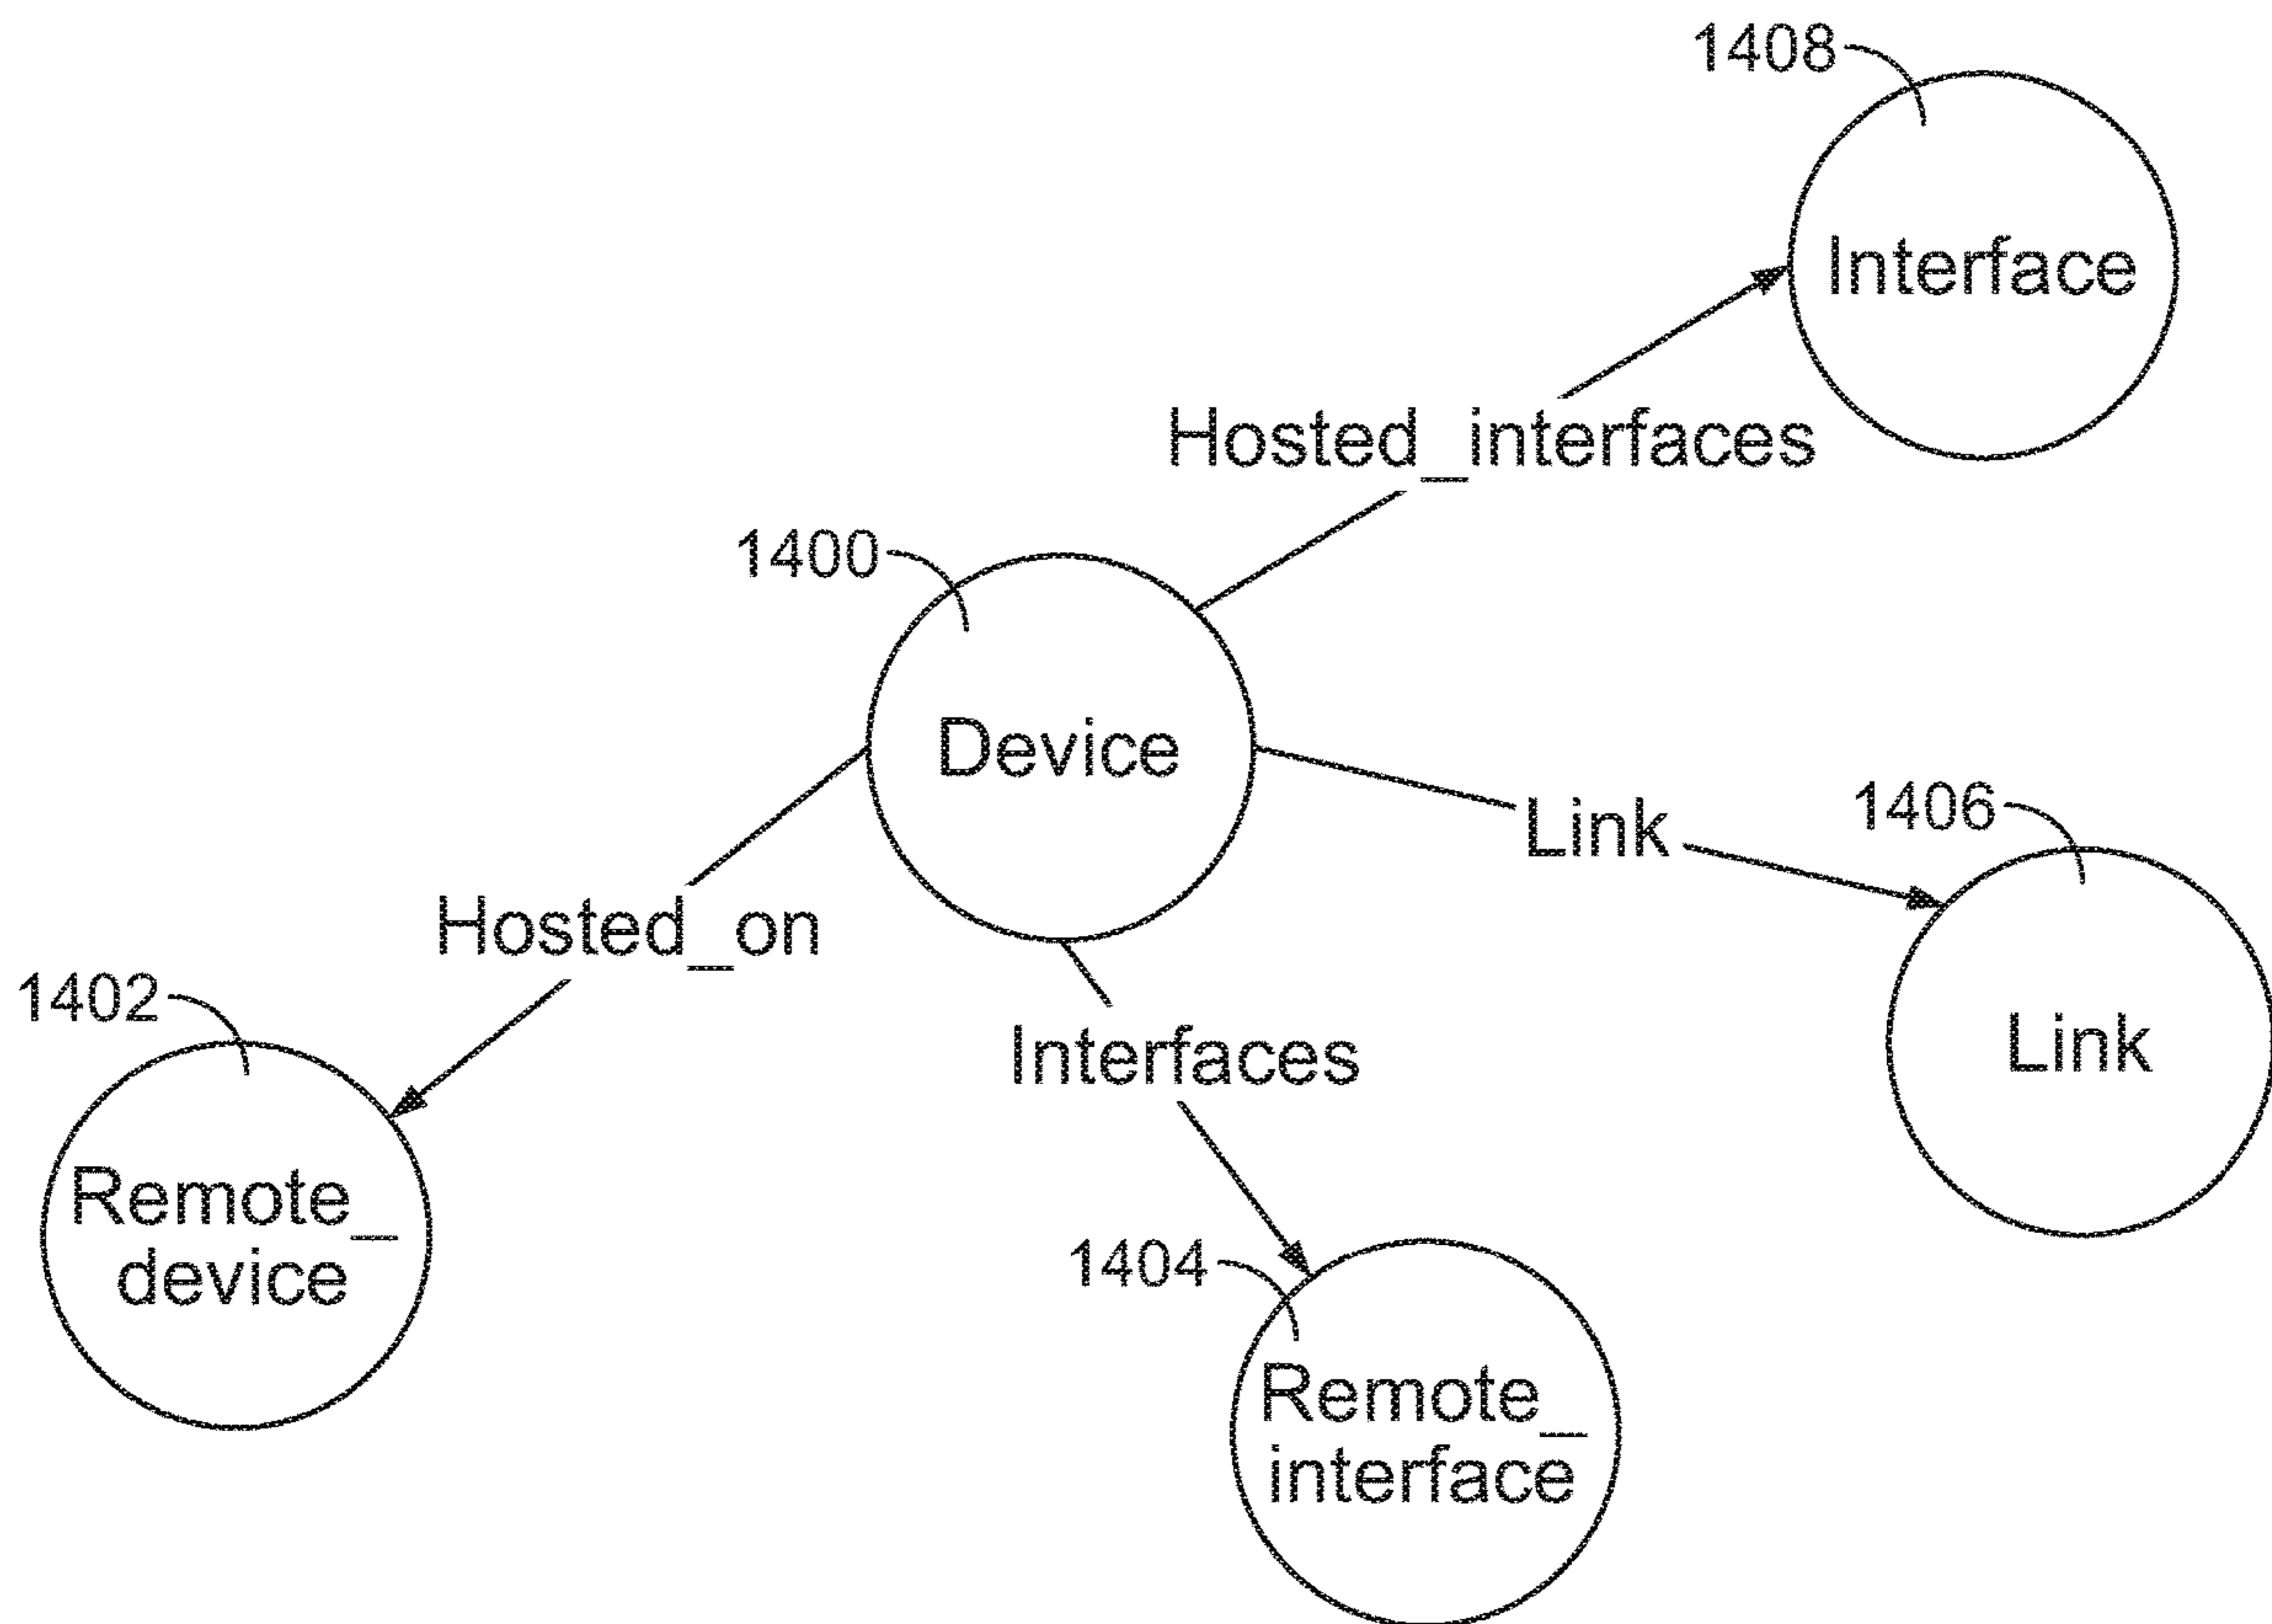 1408
Interface
Hosted_interfaces
1400
Device
Link
1406
Hosted_on
1402
Interfaces
Link
Remote_
device
1404
Remote_
interface